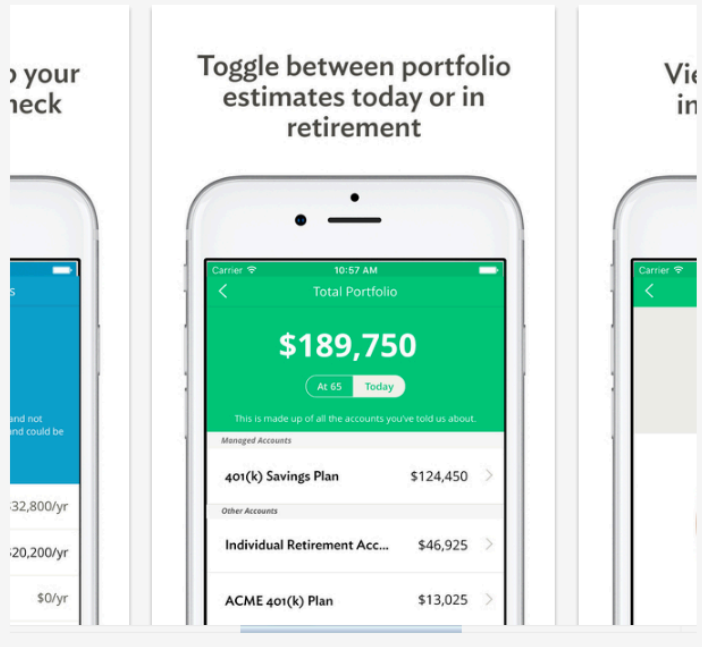 your
Toggle between portfolio
estimates today or in
retirement
Carrier
10:57 AM
Total Portfolio
$189,750
At 65
Today
This is made up of all the accounts you've told us about.
Managed Accounts
401(k) Savings Plan
$124,450
Other Accounts
Individual Retirement Acc...
$46,925
ACME 401(k) Plan
$13,025
and not
and could be
32,800/yr
20,200/yr
$0/yr
in
Carrier